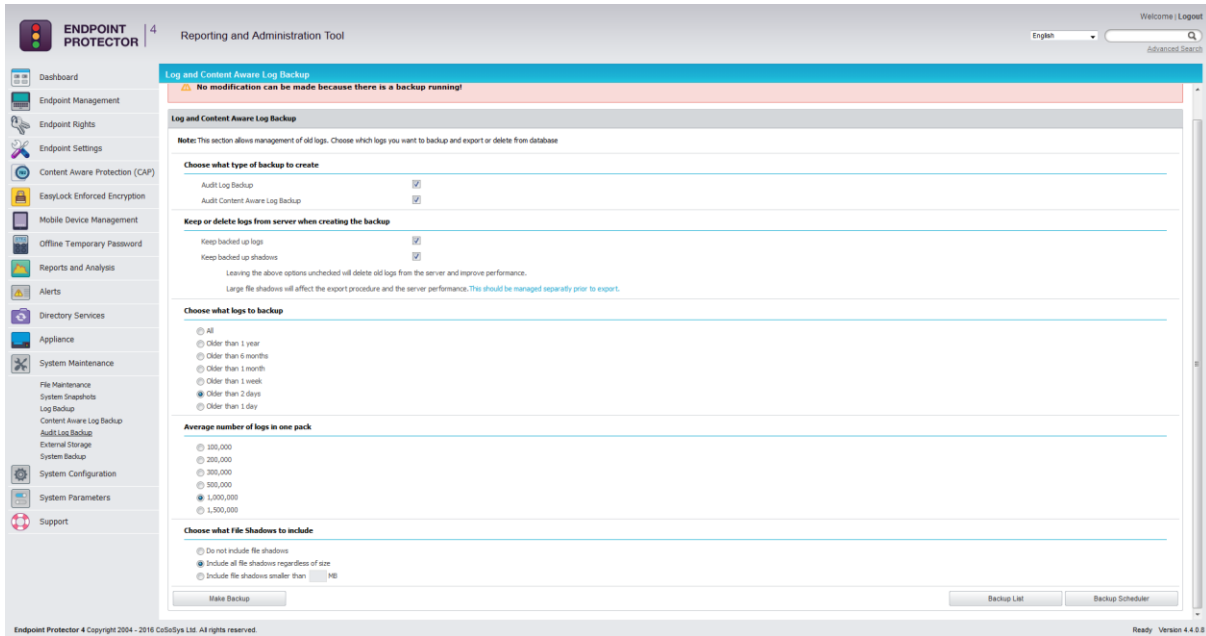 Welcome | Logout
ENDPOINT PROTECTOR 4
Reporting and Administration Tool
English
Advanced Search
Dashboard
Endpoint Management
Endpoint Rights
Endpoint Settings
Content Aware Protection (CAP)
EasyLock Enforced Encryption
Mobile Device Management
Offline Temporary Password
Reports and Analysis
Alerts
Directory Services
Appliance
System Maintenance
File Maintenance
System Snapshots
Log Backup
Content Aware Log Backup
Audit Log Backup
External Storage
System Backup
System Configuration
System Parameters
Support
Log and Content Aware Log Backup
No modification can be made because there is a backup running!
Log and Content Aware Log Backup
Note: This section allows management of old logs. Choose which logs you want to backup and export or delete from database
Choose what type of backup to create
Audit Log Backup
Audit Content Aware Log Backup
Keep or delete logs from server when creating the backup
Keep backed up logs
Keep backed up shadows
Leaving the above options unchecked will delete old logs from the server and improve performance.
Large file shadows will affect the export procedure and the server performance. This should be managed separatly prior to export.
Choose what logs to backup
All
Older than 1 year
Older than 6 months
Older than 1 month
Older than 1 week
Older than 2 days
Older than 1 day
Average number of logs in one pack
100,000
200,000
300,000
500,000
1,000,000
1,500,000
Choose what File Shadows to include
Do not include file shadows
Include all file shadows regardless of size
Include file shadows smaller than MB
Make Backup
Backup List
Backup Scheduler
Endpoint Protector 4 Copyright 2004 - 2016 CoSoSys Ltd. All rights reserved.
Ready Version 4.4.0.8